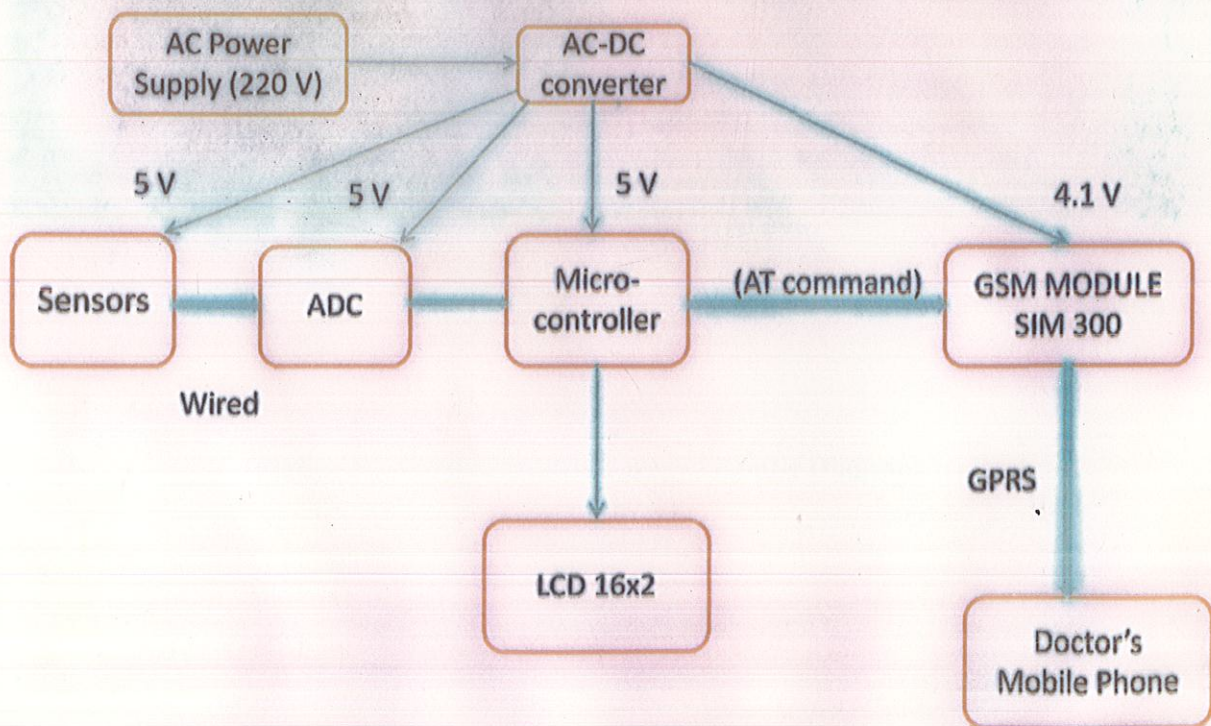 AC Power
Supply (220 V)
AC-DC
converter
5 V
5 V
5 V
4.1 V
Sensors
ADC
Micro-
controller
(AT command)
GSM MODULE
SIM 300
Wired
GPRS
LCD 16x2
Doctor's
Mobile Phone